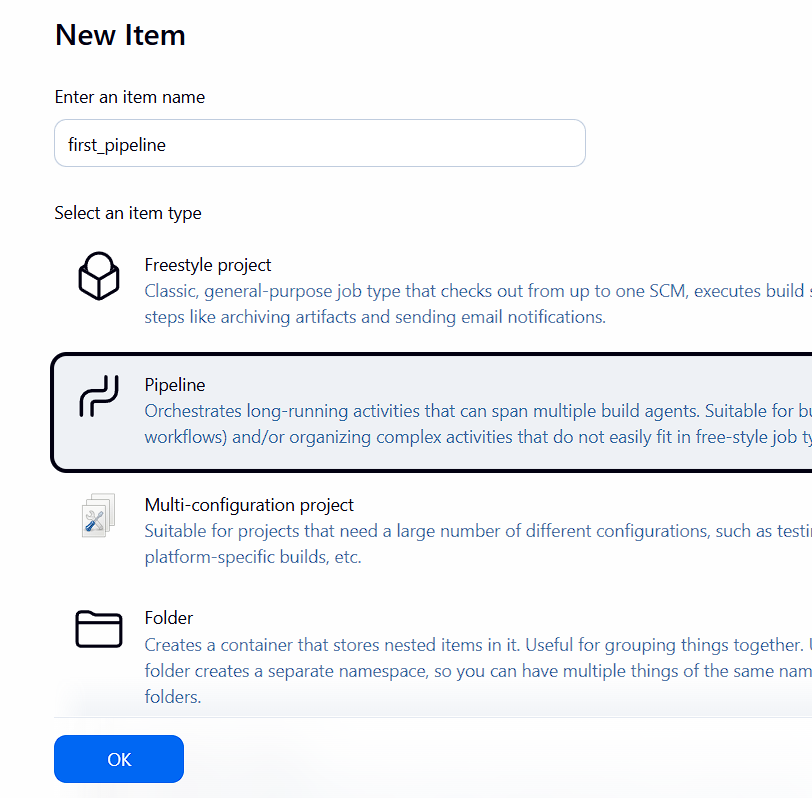 New Item
Enter an item name
first_pipeline
Select an item type
Freestyle project
Classic, general-purpose job type that checks out from up to one SCM, executes build
steps like archiving artifacts and sending email notifications.
Pipeline
Orchestrates long-running activities that can span multiple build agents. Suitable for
workflows) and/or organizing complex activities that do not easily fit in free-style job
Multi-configuration project
Suitable for projects that need a large number of different configurations, such as
platform-specific builds, etc.
Folder
Creates a container that stores nested items in it. Useful for grouping things together.
folder creates a separate namespace, so you can have multiple things of the same
folders.
OK